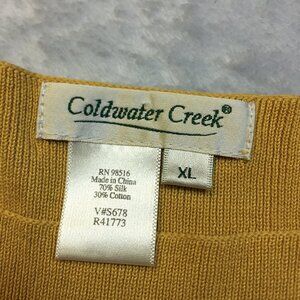 Coldwater Creek®
XL
RN 98516
Made in China
70% Silk
30% Cotton
V#S678
R41773